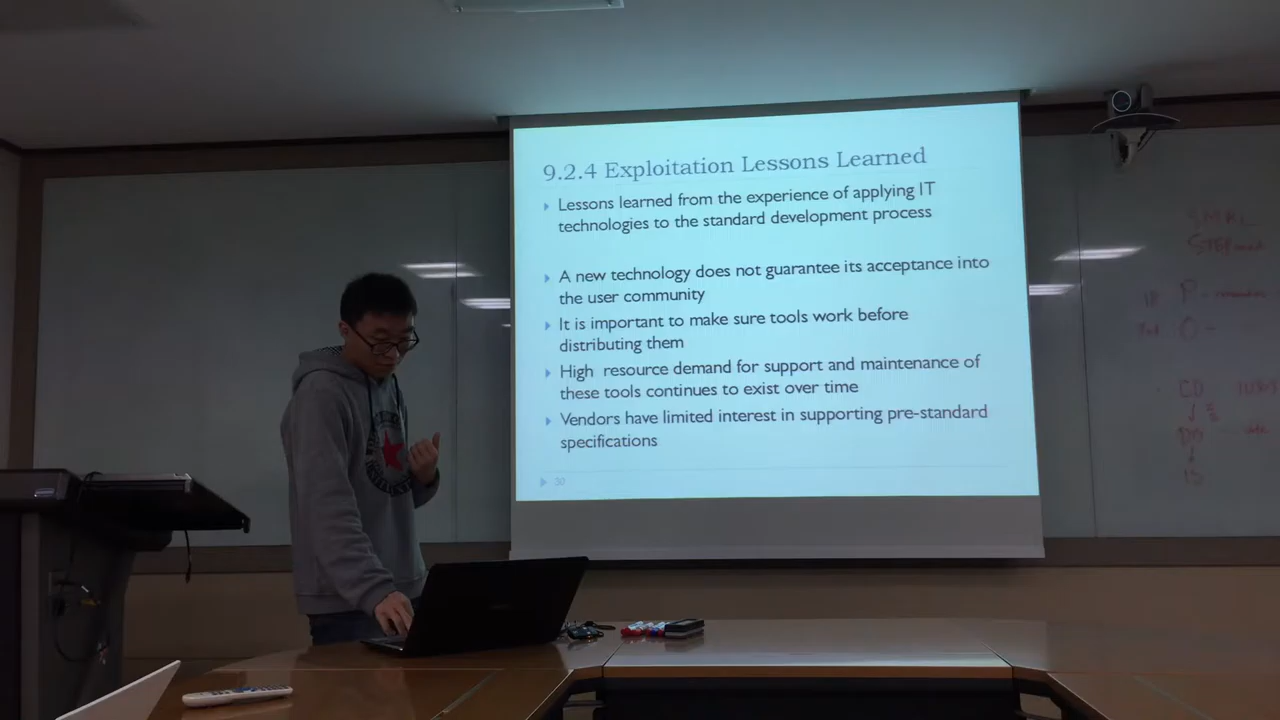 9.2.4 Exploitation Lessons Learned
Lessons learned from the experience of applying IT
technologies to the standard development process
A new technology does not guarantee its acceptance into
the user community
It is important to make sure tools work before
distributing them
High resource demand for support and maintenance of
these tools continues to exist over time
Vendors have limited interest in supporting pre-standard
specifications
30
CD